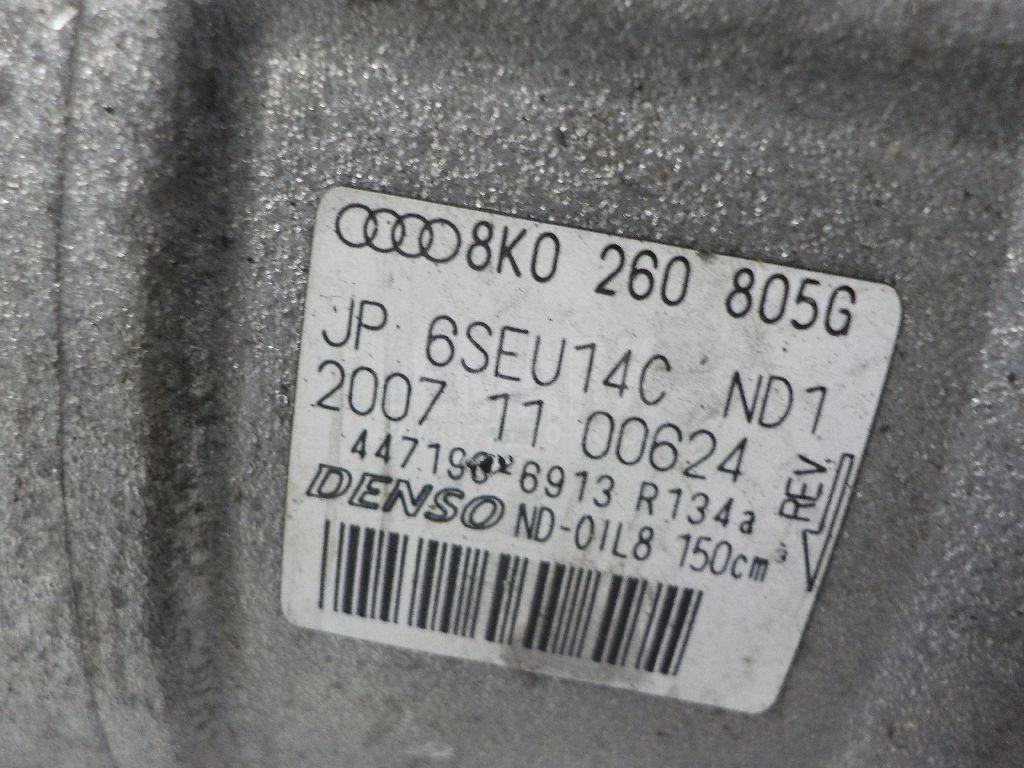 8K0 260 805G
JP 6SEU14C ND1
2007 11 00624
6913 R134a
DENSO ND-OIL8 150cm³
REV.